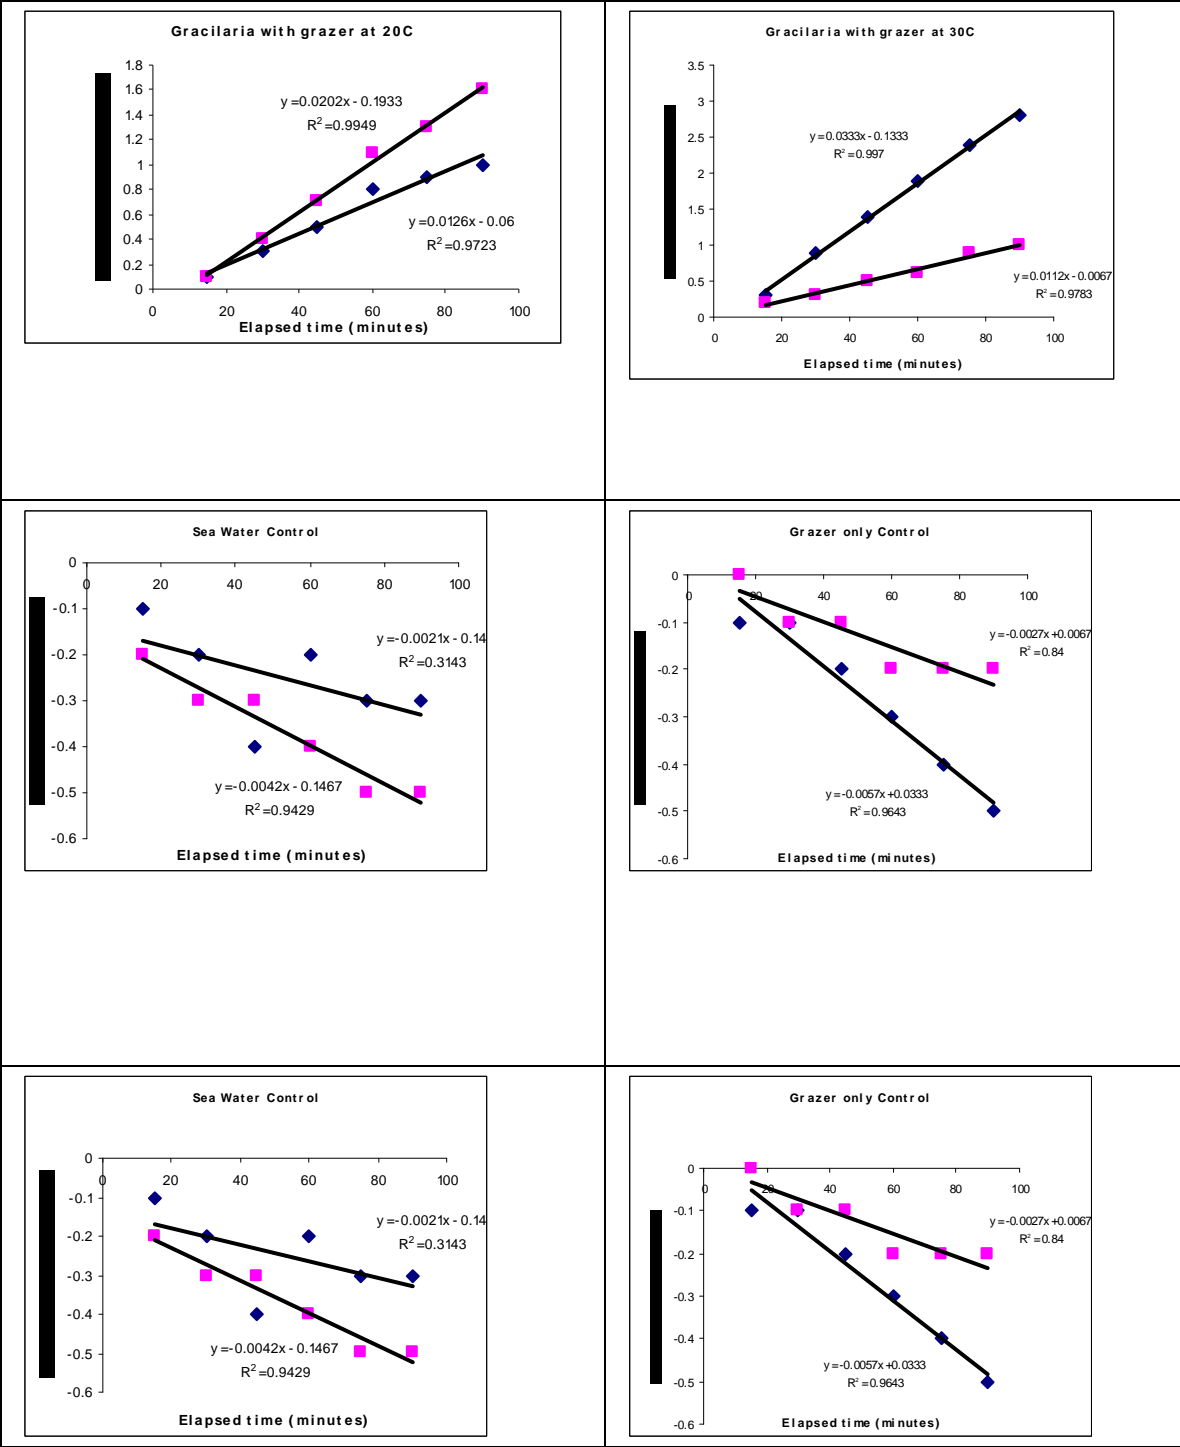 Gracilaria with grazer at 20C
1.8
1.6
1.4
1.2
1
0.8
0.6
0.4
0.2
0
y = 0.0202x - 0.1933
R2 = 0.9949
y = 0.0126x - 0.06
R2 = 0.9723
0 20 40 60 80 100
Elapsed time (minutes)
Gracilaria with grazer at 30C
3.5
3
2.5
2
1.5
1
0.5
0
y = 0.0333x - 0.1333
R2 = 0.997
y = 0.0112x - 0.0067
R2 = 0.9783
0 20 40 60 80 100
Elapsed time (minutes)
Sea Water Control
0
0 20 40 60 80 100
-0.1
-0.2
-0.3
-0.4
-0.5
-0.6
y = -0.0021x - 0.14
R2 = 0.3143
y = -0.0042x - 0.1467
R2 = 0.9429
Elapsed time (minutes)
Grazer only Control
0
0 20 40 60 80 100
-0.1
-0.2
-0.3
-0.4
-0.5
-0.6
y = -0.0027x + 0.0067
R2 = 0.84
y = -0.0057x + 0.0333
R2 = 0.9643
Elapsed time (minutes)
Sea Water Control
0
0 20 40 60 80 100
-0.1
-0.2
-0.3
-0.4
-0.5
-0.6
y = -0.0021x - 0.14
R2 = 0.3143
y = -0.0042x - 0.1467
R2 = 0.9429
Elapsed time (minutes)
Grazer only Control
0
0 20 40 60 80 100
-0.1
-0.2
-0.3
-0.4
-0.5
-0.6
y = -0.0027x + 0.0067
R2 = 0.84
y = -0.0057x + 0.0333
R2 = 0.9643
Elapsed time (minutes)